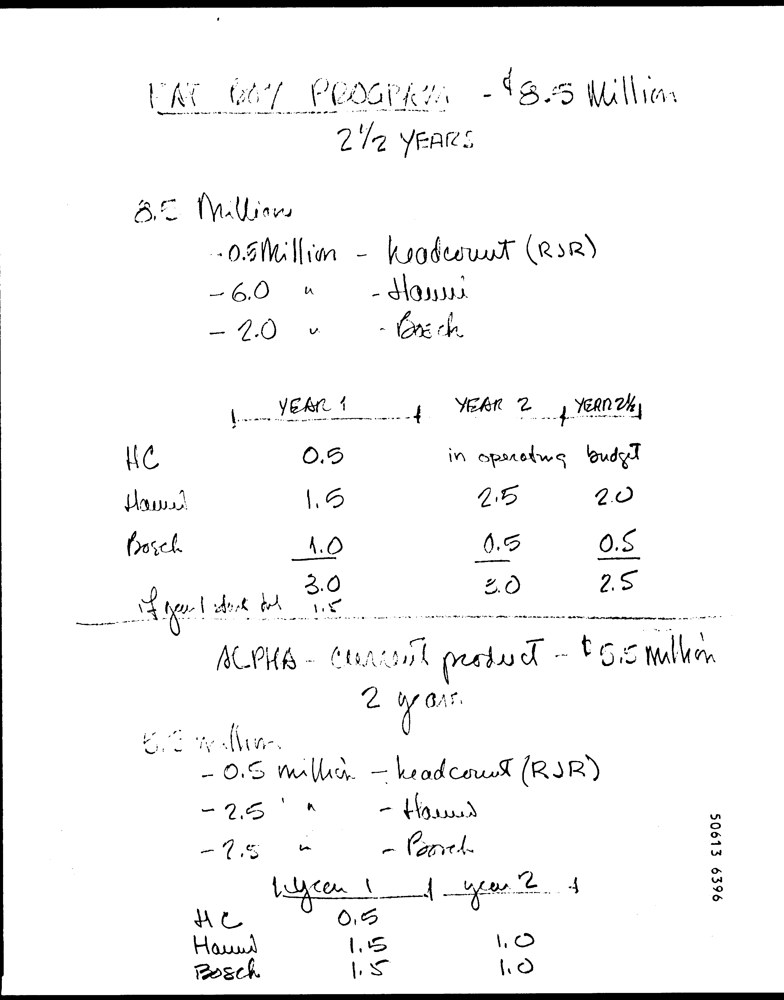 FAT BOY PROGRAM - $8.5 Million
2 1/2 YEARS
8.5 Million
- 0.5 Million - headcount (RJR)
- 6.0 " - Hauni
- 2.0 " - Bosch
YEAR 1 YEAR 2 YEAR 2½
HC 0.5 in operating budget
Hauni 1.5 2.5 2.0
Bosch 1.0 0.5 0.5
3.0 3.0 2.5
if year 1 start 1.5
ALPHA - current product - $5.5 million
2 years
5.5 million
- 0.5 million - headcount (RJR)
- 2.5 " - Hauni
- 2.5 " - Bosch
year 1 year 2
HC 0.5
Hauni 1.5 1.0
Bosch 1.5 1.0
50613 6396